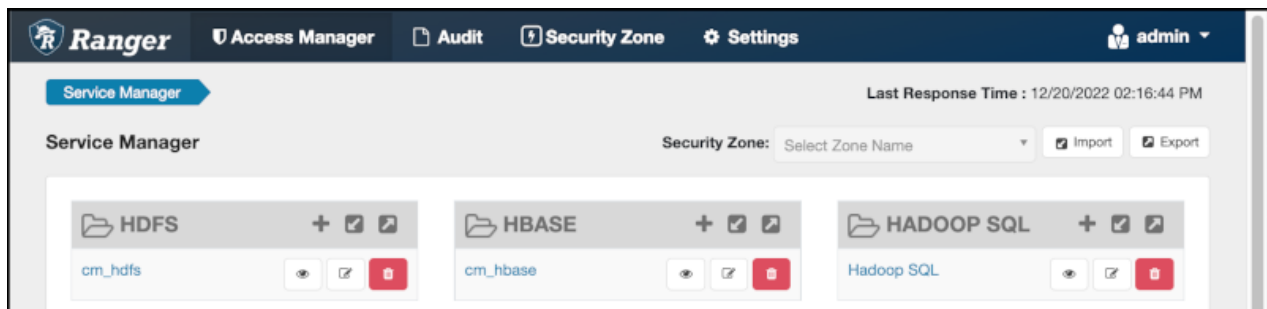 Ranger Access Manager Audit Security Zone Settings admin
Service Manager Last Response Time : 12/20/2022 02:16:44 PM
Service Manager Security Zone: Select Zone Name Import Export
HDFS HBASE HADOOP SQL
cm_hdfs cm_hbase Hadoop SQL